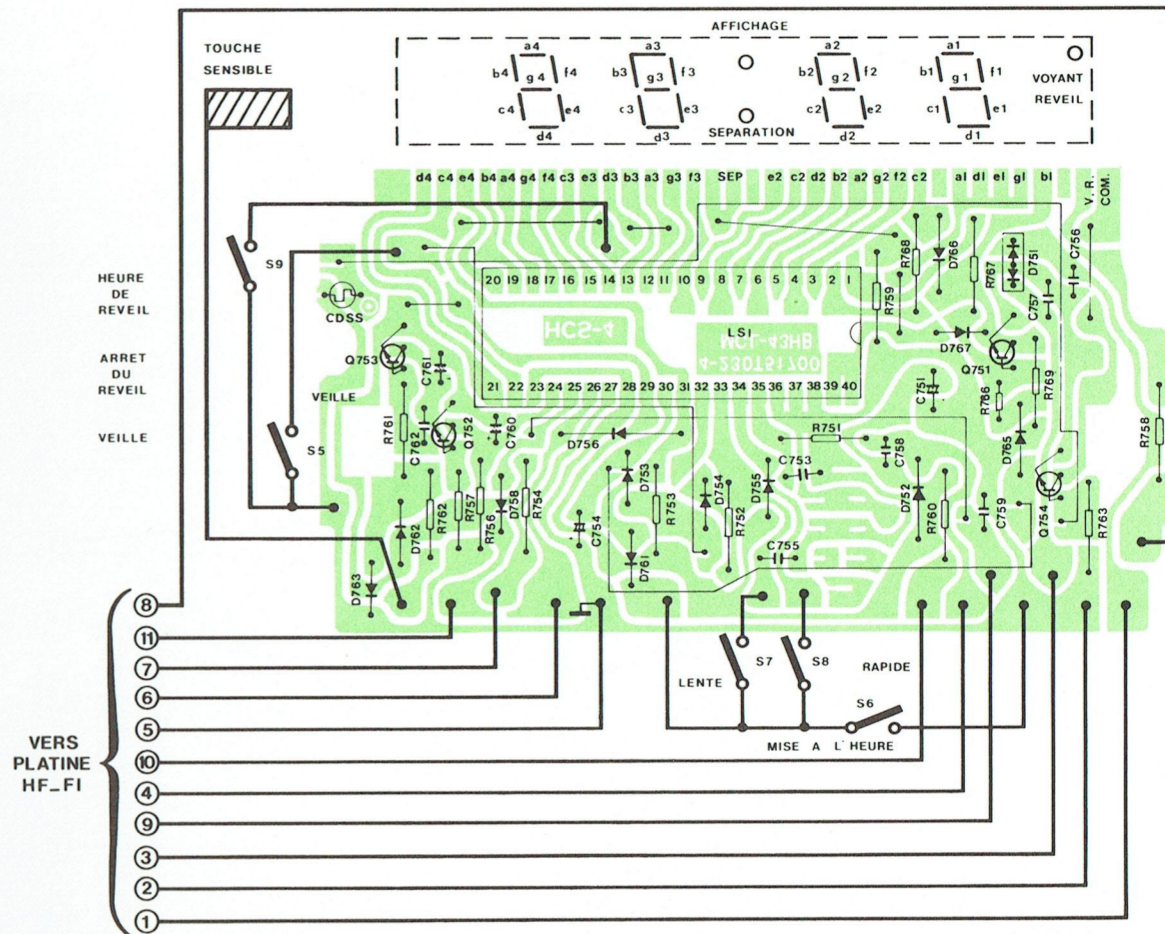 AFFICHAGE
TOUCHE
SENSIBLE
a4 a3 a2 a1
b4 g4 f4 b3 g3 f3 b2 g2 f2 b1 g1 f1
VOYANT
REVEIL
c4 e4 c3 e3 c2 e2 c1 e1
d4 d3 SEPARATION d2 d1
d4 c4 e4 b4 a4 g4 f4 c3 e3 d3 b3 a3 g3 f3 SEP e2 c2 d2 b2 a2 g2 f2 c2 a1 d1 e1 g1 b1 V.R. COM.
S9
HEURE
DE
REVEIL
CDSS
20 19 18 17 16 15 14 13 12 11 10 9 8 7 6 5 4 3 2 1
R759
R768
D766
R767
D751
C757
C756
LSI
HCS-4
MCL-43HB
4-230T51700
ARRET
DU
REVEIL
Q753
C761
D767
Q751
21 22 23 24 25 26 27 28 29 30 31 32 33 34 35 36 37 38 39 40
C751
R766
R769
VEILLE
VEILLE
S5
R761
C762
Q752
C760
D756
R751
C758
D765
R758
D762
R762
R757
R756
D758
R754
C754
D753
R753
D761
D754
R752
D755
C753
C755
D752
R760
C759
Q754
R763
D763
S7
S8
LENTE
RAPIDE
S6
MISE A L'HEURE
VERS
PLATINE
HF_FI
8
11
7
6
5
10
4
9
3
2
1